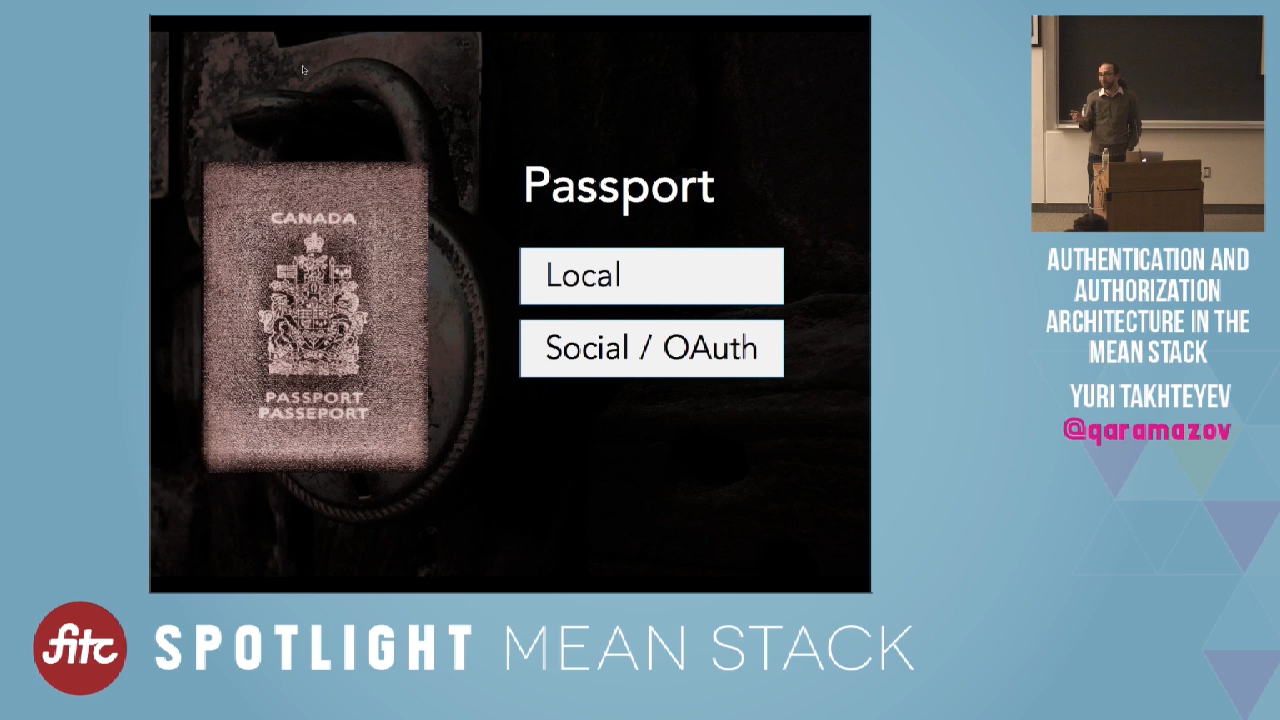 CANADA
PASSPORT
PASSEPORT
Passport
Local
Social / OAuth
AUTHENTICATION AND
AUTHORIZATION
ARCHITECTURE IN THE
MEAN STACK
YURI TAKHTEYEV
@qaramazov
fitc SPOTLIGHT MEAN STACK